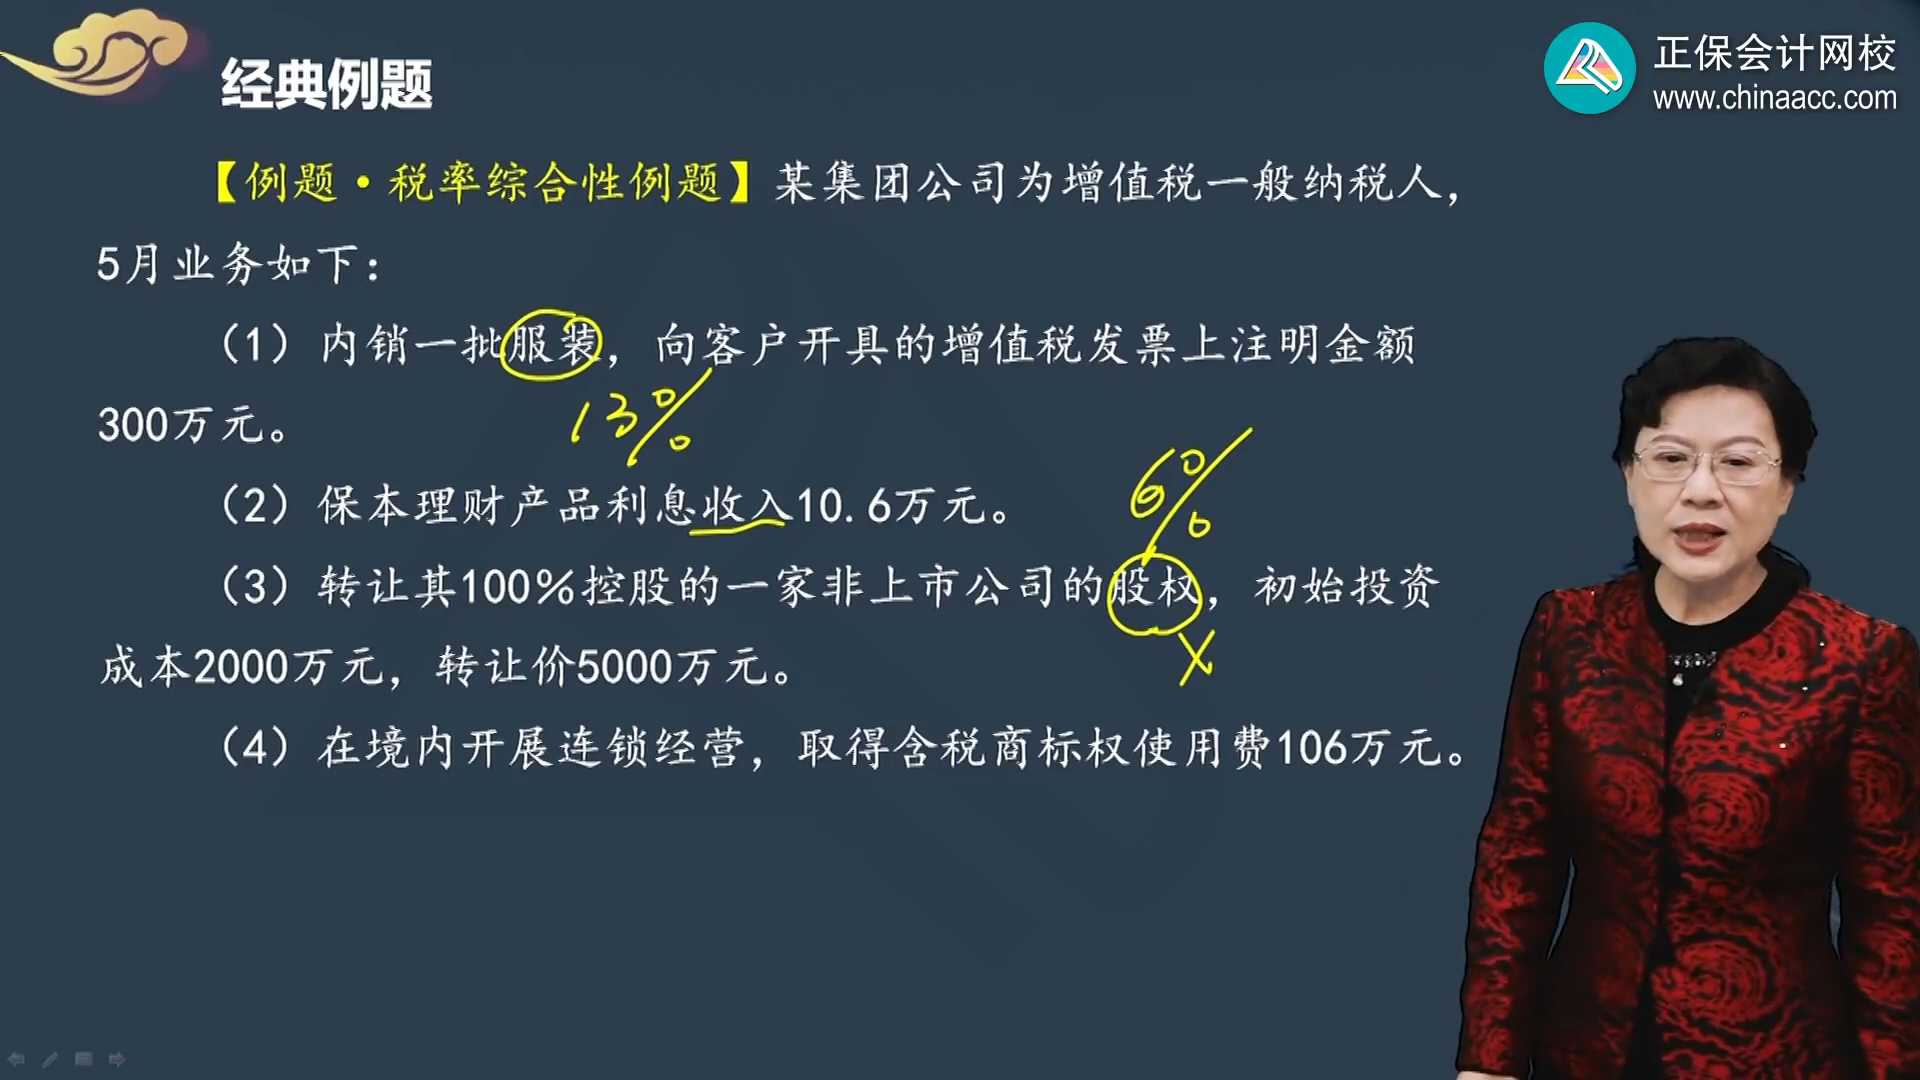 经典例题
正保会计网校
www.chinaacc.com
【例题·税率综合性例题】某集团公司为增值税一般纳税人，
5月业务如下：
（1）内销一批服装，向客户开具的增值税发票上注明金额
300万元。
13%
6%
（2）保本理财产品利息收入10.6万元。
（3）转让其100%控股的一家非上市公司的股权，初始投资
成本2000万元，转让价5000万元。
X
（4）在境内开展连锁经营，取得含税商标权使用费106万元。